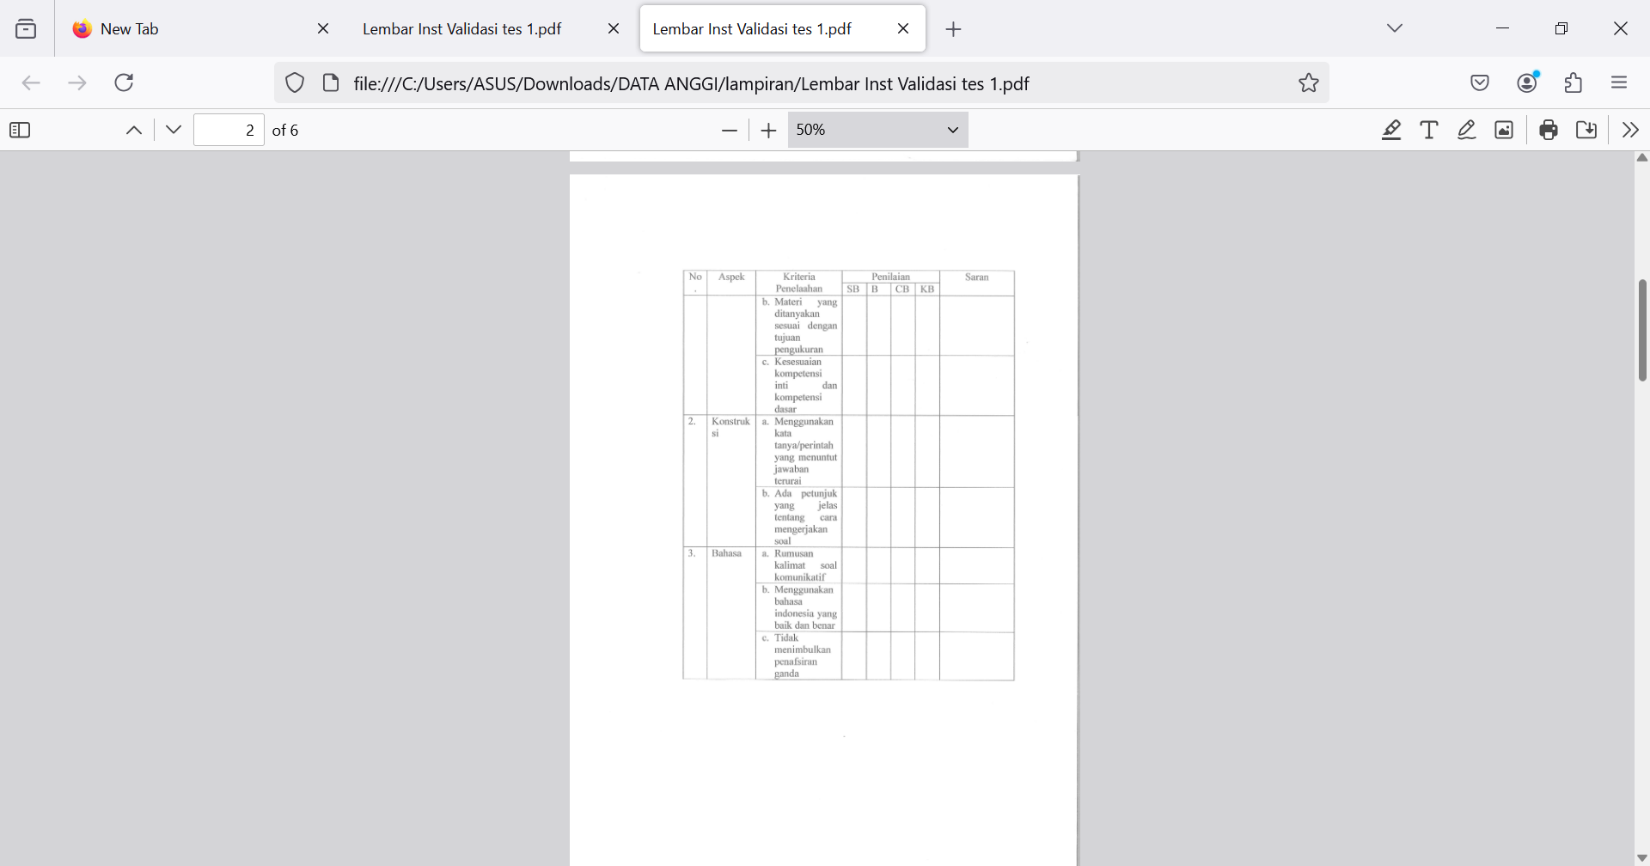 New Tab
Lembar Inst Validasi tes 1.pdf
Lembar Inst Validasi tes 1.pdf
file:///C:/Users/ASUS/Downloads/DATA ANGGI/lampiran/Lembar Inst Validasi tes 1.pdf
2 of 6
50%
No Aspek Kriteria Penilaian Saran
. Penelaahan SB B CB KB
b. Materi yang
ditanyakan
sesuai dengan
tujuan
pengukuran
c. Kesesuaian
kompetensi
inti dan
kompetensi
dasar
2. Konstruk a. Menggunakan
si kata
tanya/perintah
yang menuntut
jawaban
terurai
b. Ada petunjuk
yang jelas
tentang cara
mengerjakan
soal
3. Bahasa a. Rumusan
kalimat soal
komunikatif
b. Menggunakan
bahasa
indonesia yang
baik dan benar
c. Tidak
menimbulkan
penafsiran
ganda